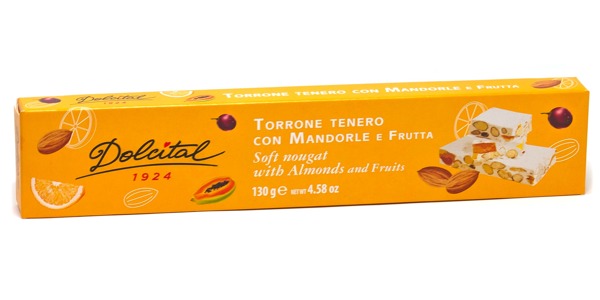 Dolcital
TORRONE TENERO CON MANDORLE E FRUTTA
Dolcital
1924
TORRONE TENERO
CON MANDORLE E FRUTTA
Soft nougat
with Almonds and Fruits
130 g ℮ NET WT 4.58 oz